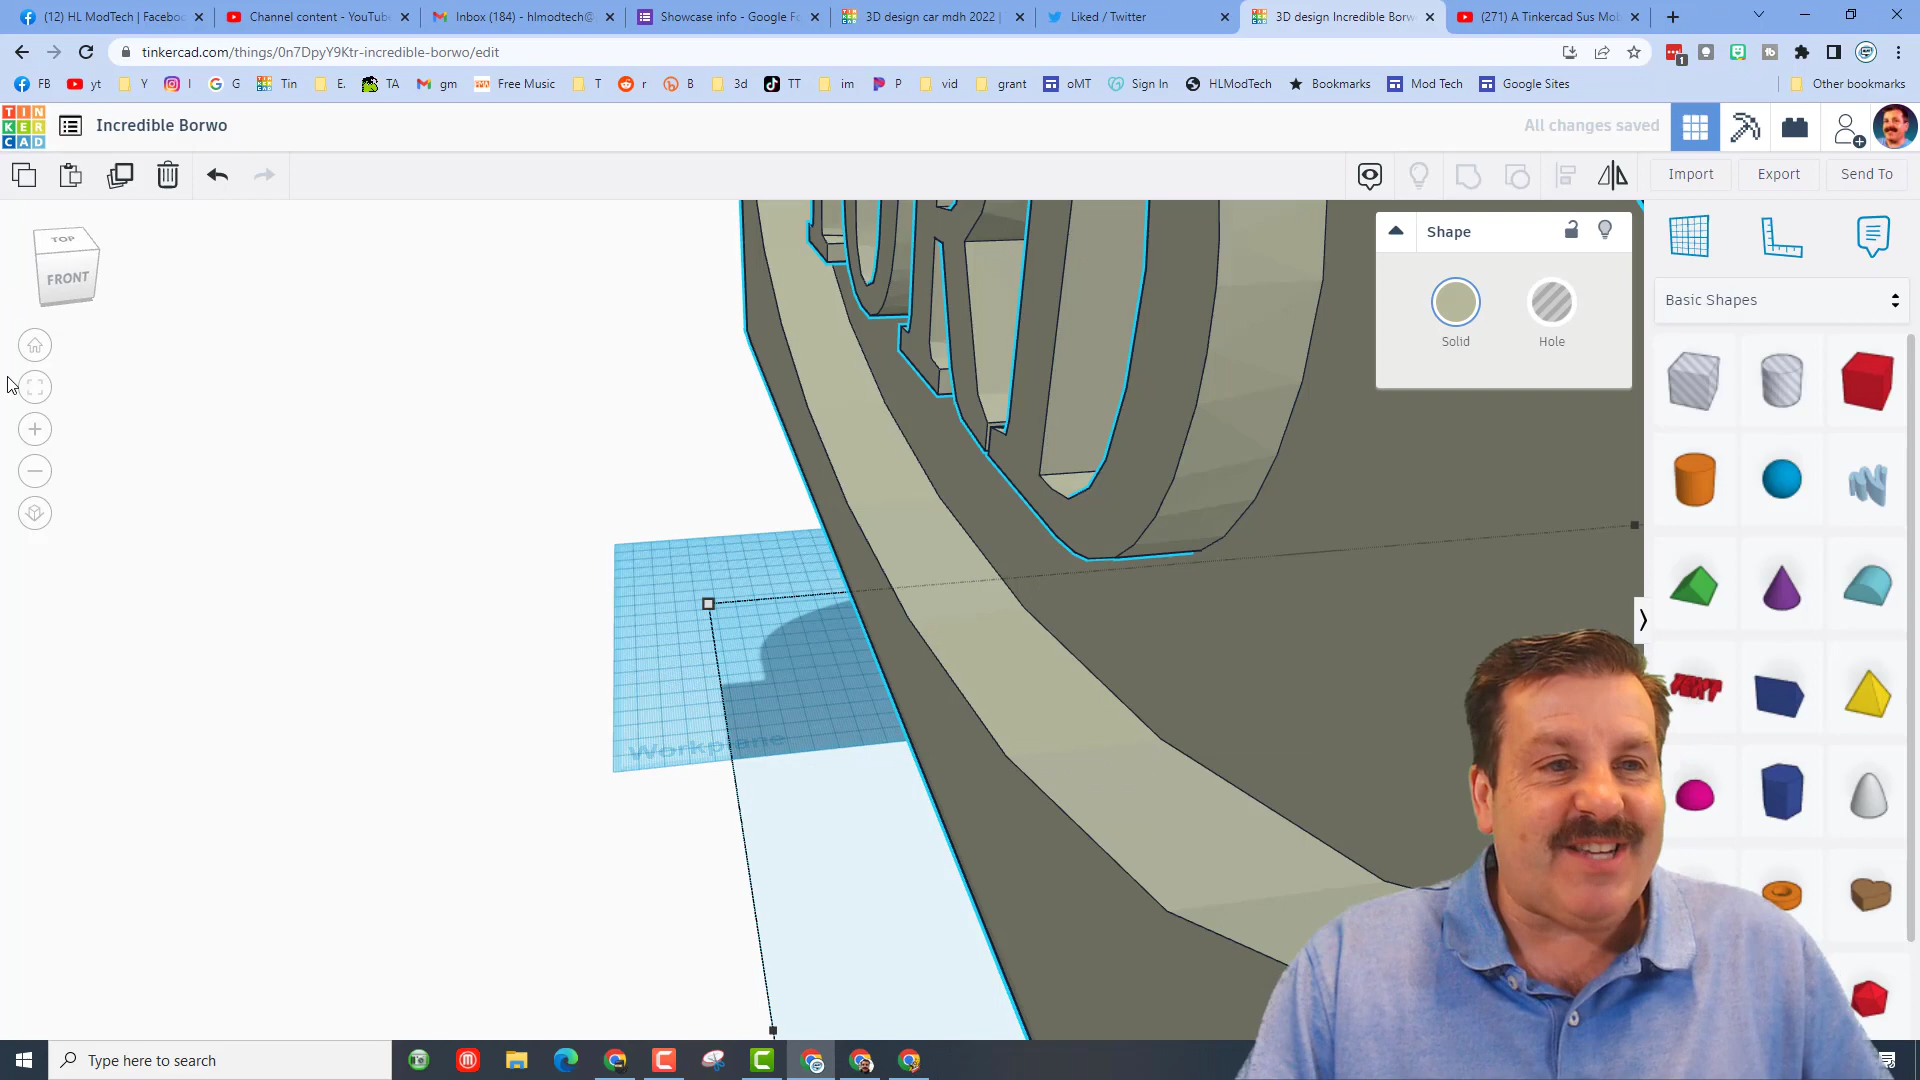 (12) HL ModTech | Faceboo
Channel content - YouTub
Inbox (184) - hlmodtech@
Showcase info - Google Fo
3D design car mdh 2022 |
Liked / Twitter
3D design Incredible Borw
(271) A Tinkercad Sus Mob
tinkercad.com/things/0n7DpyY9Ktr-incredible-borwo/edit
1
FB
yt
Y
I
G
Tin
E.
TA
gm
Free Music
T
r
B
3d
TT
im
P
vid
grant
oMT
Sign In
HLModTech
Bookmarks
Mod Tech
Google Sites
Other bookmarks
TIN
KER
CAD
Incredible Borwo
All changes saved
Import
Export
Send To
TOP
FRONT
Shape
Solid
Hole
Basic Shapes
Workplane
TEXT
Type here to search